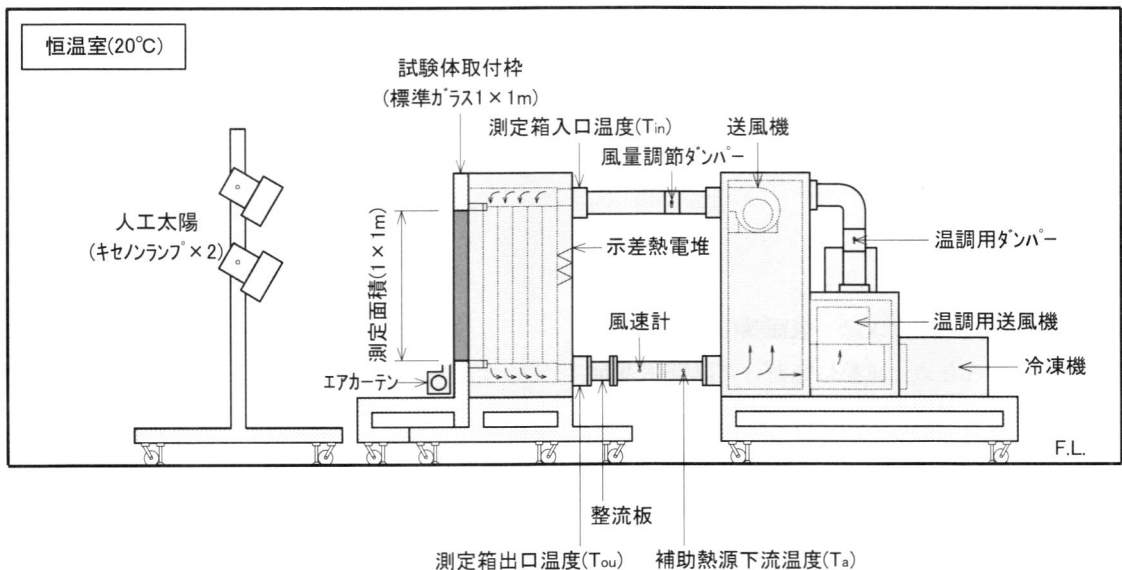 恒温室(20℃)
試験体取付枠
(標準ガラス1×1m)
測定箱入口温度(Tin)
送風機
風量調節ダンパー
人工太陽
(キセノンランプ×2)
測定面積(1×1m)
示差熱電堆
温調用ダンパー
風速計
温調用送風機
エアカーテン
冷凍機
F.L.
整流板
測定箱出口温度(Tou)
補助熱源下流温度(Ta)